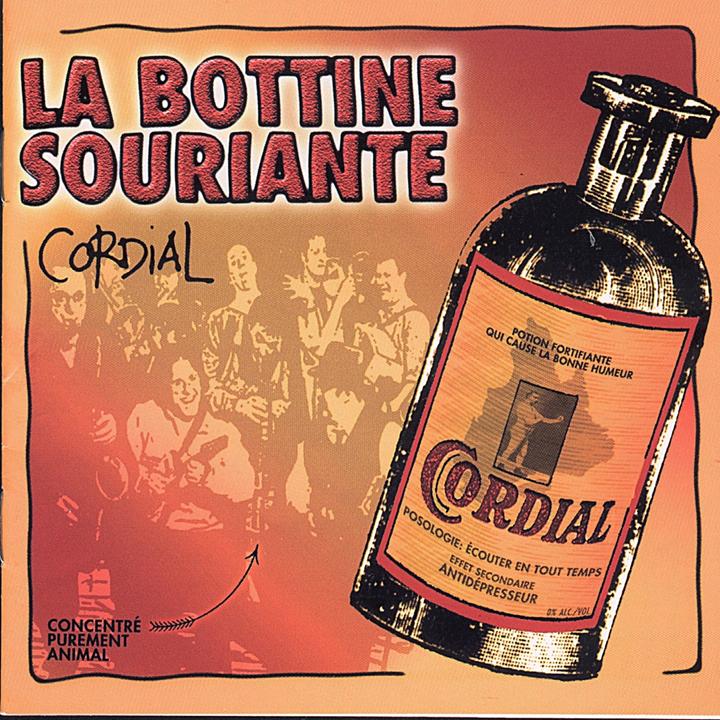 LA BOTTINE
SOURIANTE
CORDIAL
POTION FORTIFIANTE
QUI CAUSE LA BONNE HUMEUR
CORDIAL
POSOLOGIE: ÉCOUTER EN TOUT TEMPS
EFFET SECONDAIRE
ANTIDÉPRESSEUR
0% ALC./VOL
CONCENTRÉ
PUREMENT
ANIMAL